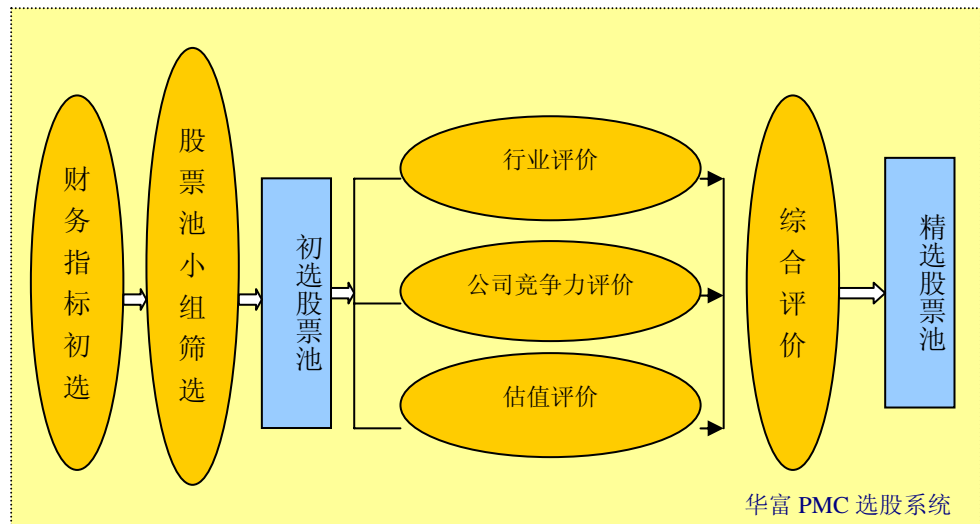 财务指标初选
股票池小组筛选
初选股票池
行业评价
公司竞争力评价
估值评价
综合评价
精选股票池
华富 PMC 选股系统